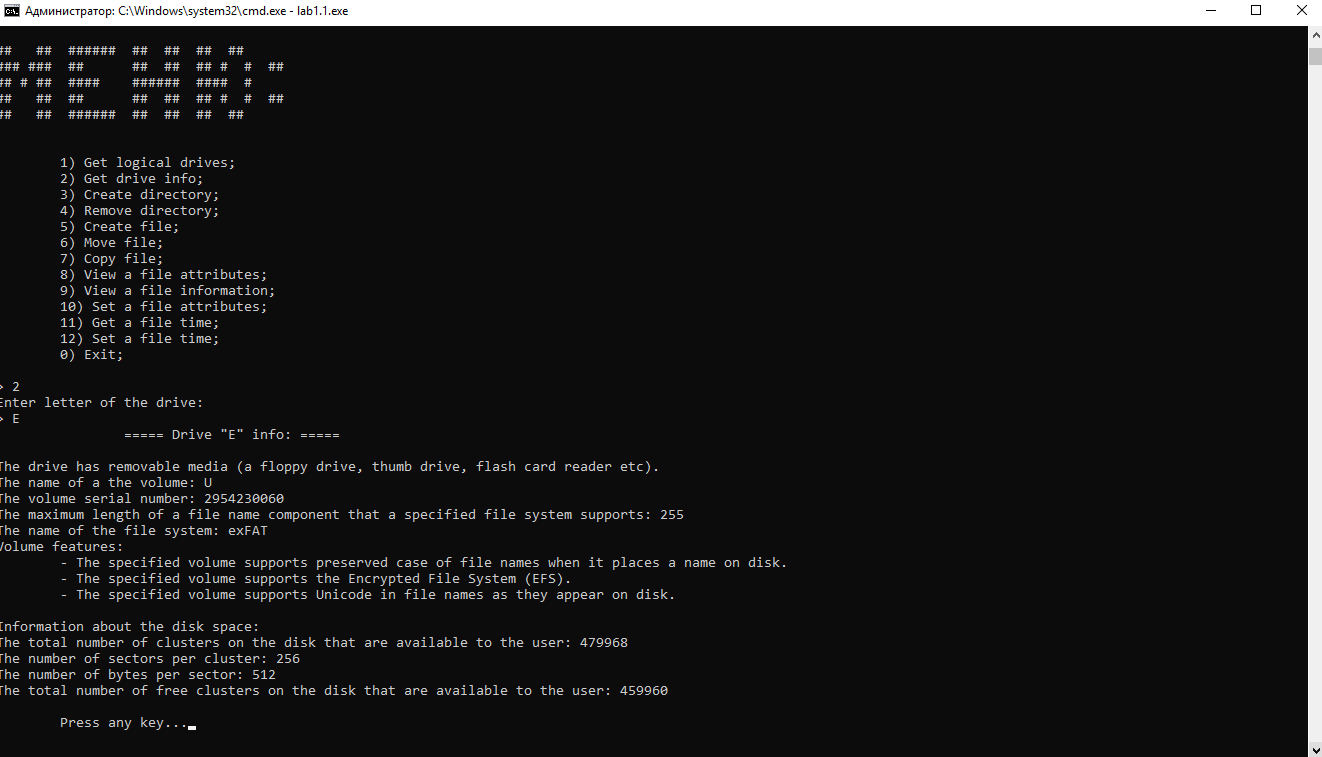 Администратор: C:\Windows\system32\cmd.exe - lab1.1.exe
МЕНЮ:
1) Get logical drives;
2) Get drive info;
3) Create directory;
4) Remove directory;
5) Create file;
6) Move file;
7) Copy file;
8) View a file attributes;
9) View a file information;
10) Set a file attributes;
11) Get a file time;
12) Set a file time;
0) Exit;
> 2
Enter letter of the drive:
> E
===== Drive "E" info: =====
The drive has removable media (a floppy drive, thumb drive, flash card reader etc).
The name of a the volume: U
The volume serial number: 2954230060
The maximum length of a file name component that a specified file system supports: 255
The name of the file system: exFAT
Volume features:
- The specified volume supports preserved case of file names when it places a name on disk.
- The specified volume supports the Encrypted File System (EFS).
- The specified volume supports Unicode in file names as they appear on disk.
Information about the disk space:
The total number of clusters on the disk that are available to the user: 479968
The number of sectors per cluster: 256
The number of bytes per sector: 512
The total number of free clusters on the disk that are available to the user: 459960
Press any key...